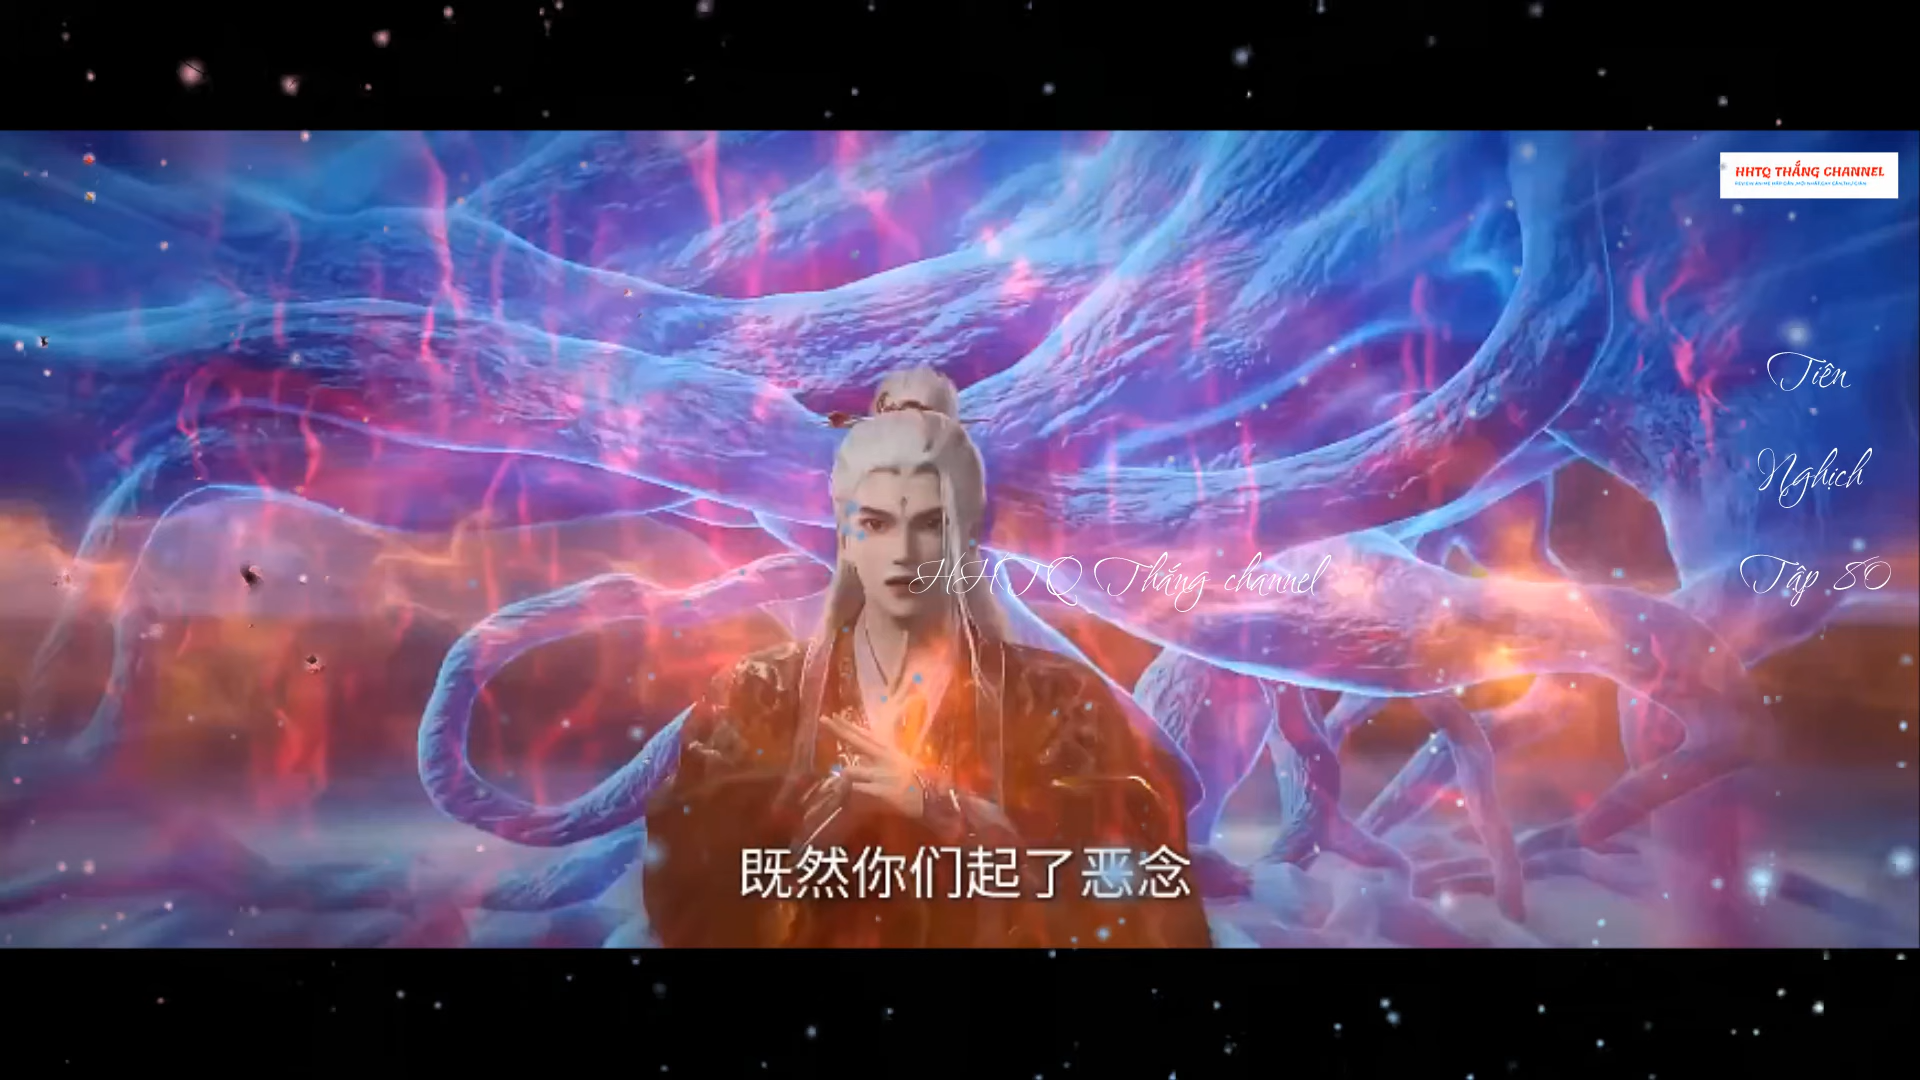 HHTQ THẮNG CHANNEL
Tiên
Nghịch
HHTQ Thắng channel
Tập 80
既然你们起了恶念